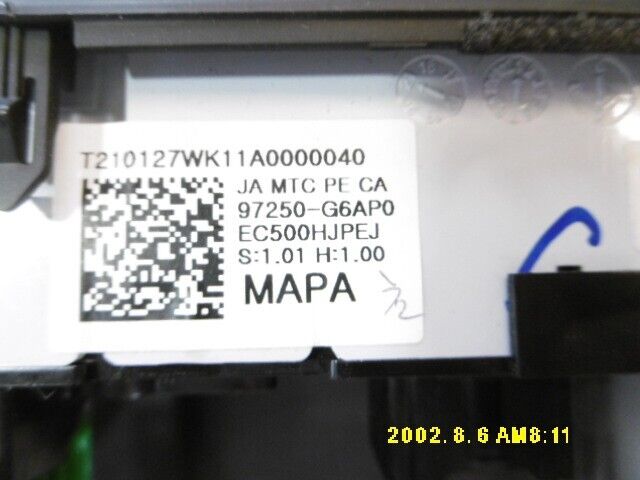 T210127WK11A0000040
JA MTC PE CA
97250-G6AP0
EC500HJPEJ
S:1.01 H:1.00
MAPA
2002. 8. 6 AM8:11